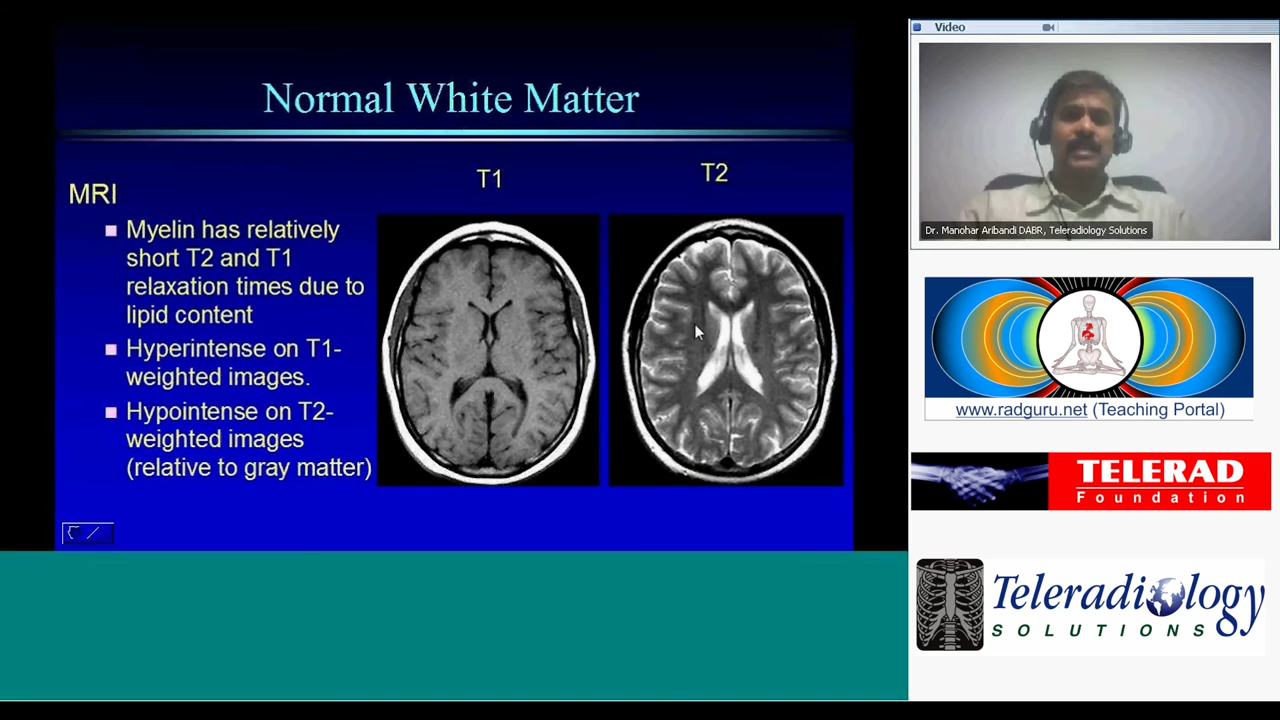 Normal White Matter
T1
T2
MRI
Myelin has relatively
short T2 and T1
relaxation times due to
lipid content
Hyperintense on T1-
weighted images.
Hypointense on T2-
weighted images
(relative to gray matter)
Video
Dr. Manohar Aribandi DABR, Teleradiology Solutions
www.radguru.net (Teaching Portal)
TELERAD
Foundation
Teleradiology
SOLUTIONS